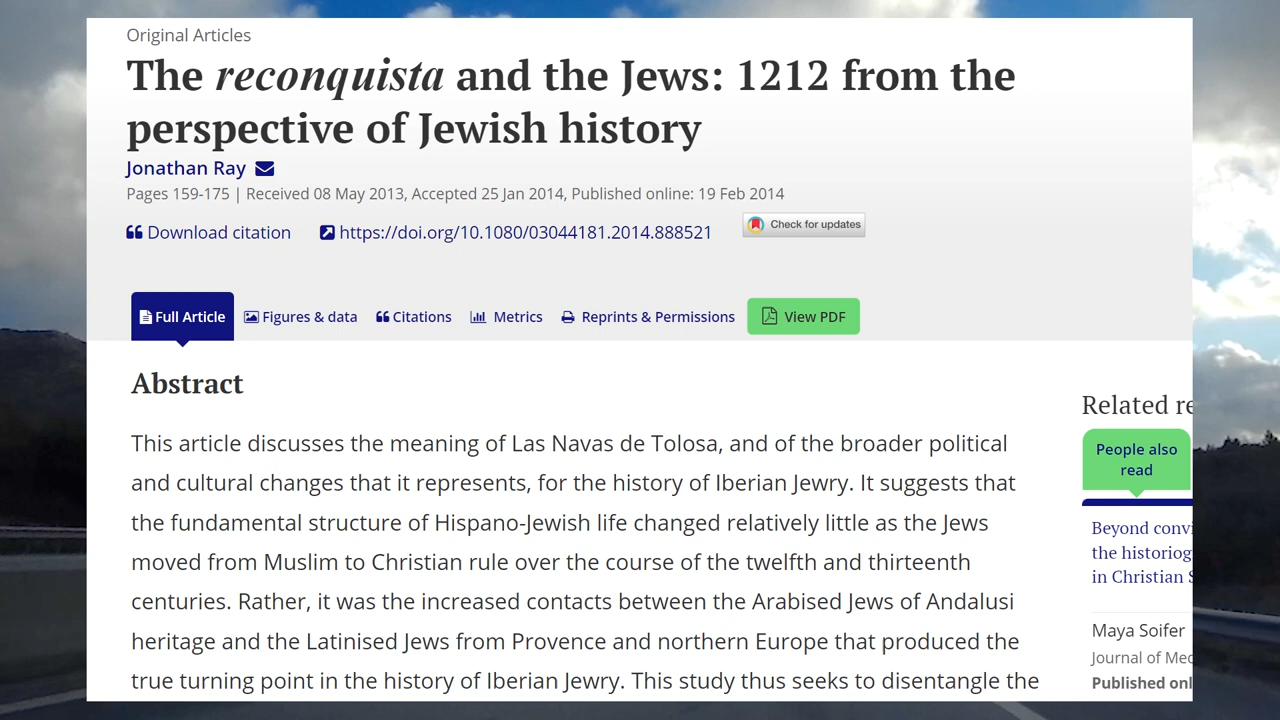 Original Articles
The reconquista and the Jews: 1212 from the
perspective of Jewish history
Jonathan Ray
Pages 159-175 | Received 08 May 2013, Accepted 25 Jan 2014, Published online: 19 Feb 2014
Download citation https://doi.org/10.1080/03044181.2014.888521 Check for updates
Full Article Figures & data Citations Metrics Reprints & Permissions View PDF
Abstract
This article discusses the meaning of Las Navas de Tolosa, and of the broader political
and cultural changes that it represents, for the history of Iberian Jewry. It suggests that
the fundamental structure of Hispano-Jewish life changed relatively little as the Jews
moved from Muslim to Christian rule over the course of the twelfth and thirteenth
centuries. Rather, it was the increased contacts between the Arabised Jews of Andalusi
heritage and the Latinised Jews from Provence and northern Europe that produced the
true turning point in the history of Iberian Jewry. This study thus seeks to disentangle the
Related re
People also
read
Beyond convi
the historiog
in Christian S
Maya Soifer
Journal of Med
Published onl